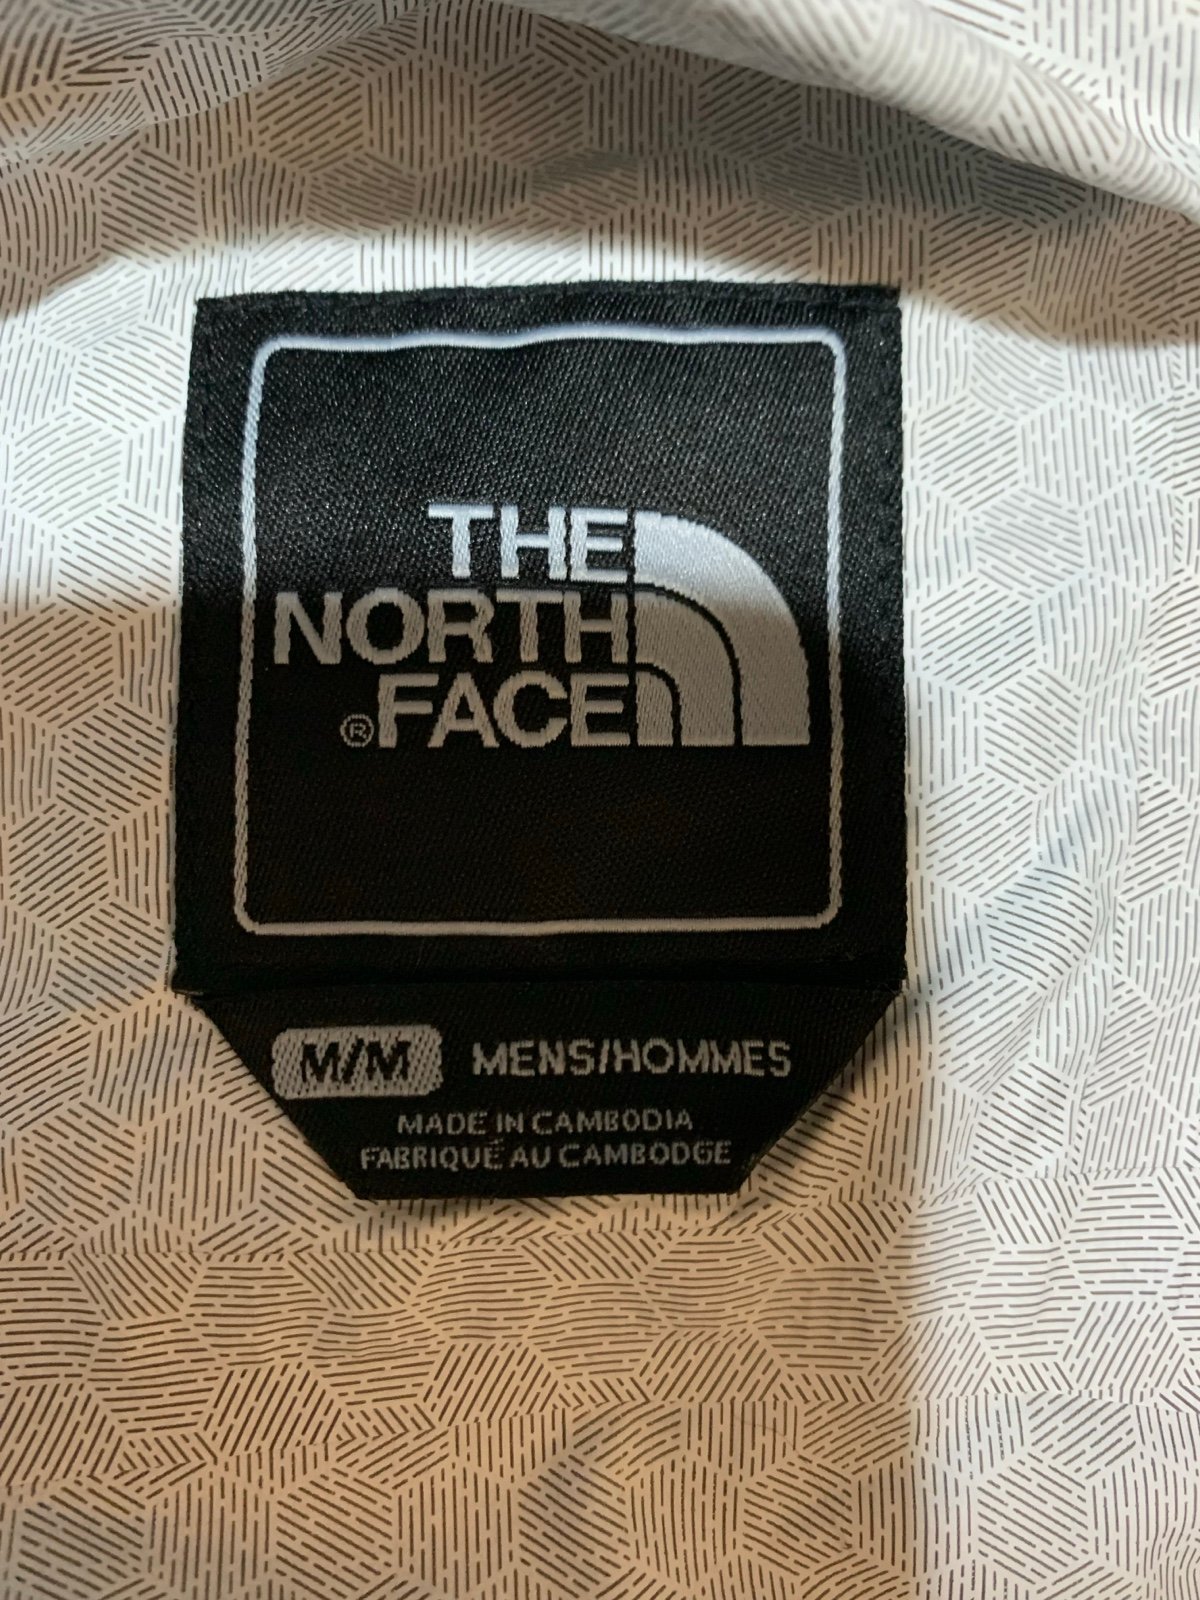 THE
NORTH
®FACE
M/M MENS/HOMMES
MADE IN CAMBODIA
FABRIQUÉ AU CAMBODGE